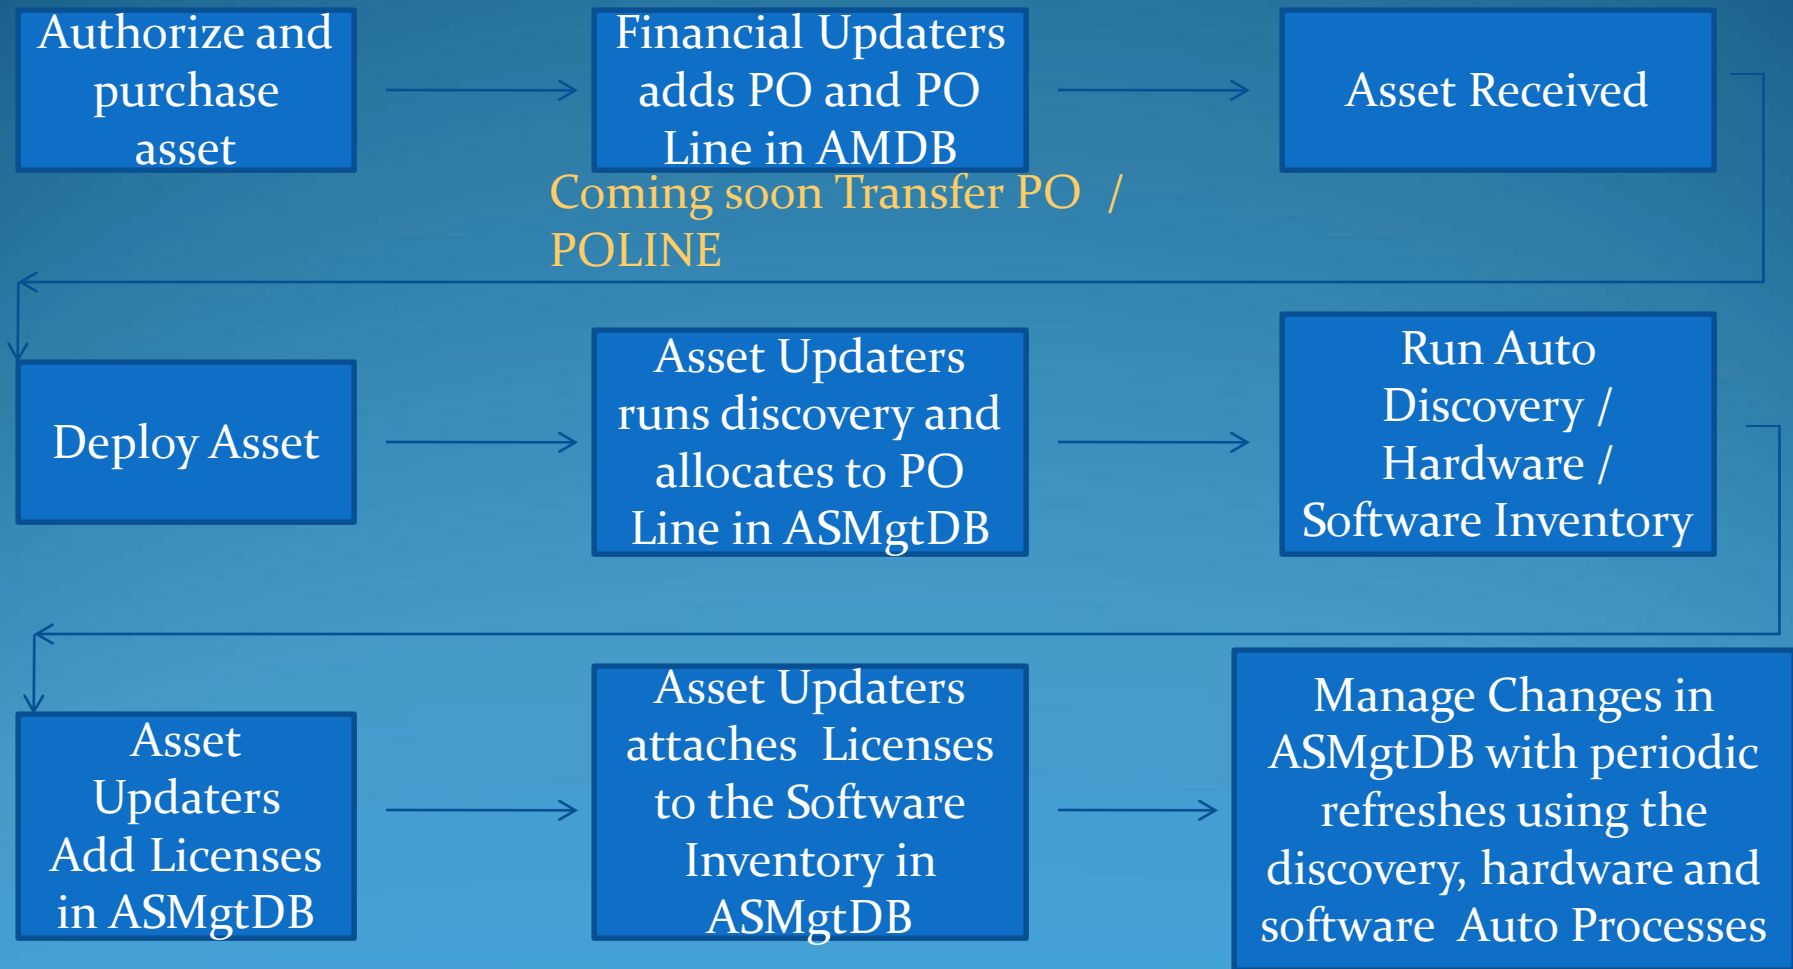 Authorize and
purchase
asset
Financial Updaters
adds PO and PO
Line in AMDB
Asset Received
Coming soon Transfer PO /
POLINE
Deploy Asset
Asset Updaters
runs discovery and
allocates to PO
Line in ASMgtDB
Run Auto
Discovery /
Hardware /
Software Inventory
Asset
Updaters
Add Licenses
in ASMgtDB
Asset Updaters
attaches Licenses
to the Software
Inventory in
ASMgtDB
Manage Changes in
ASMgtDB with periodic
refreshes using the
discovery, hardware and
software Auto Processes